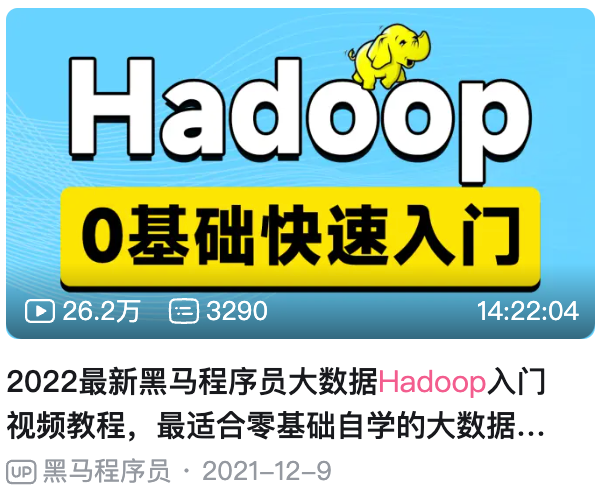 Hadoop
0基础快速入门
26.2万 3290 14:22:04
2022最新黑马程序员大数据Hadoop入门
视频教程，最适合零基础自学的大数据...
UP 黑马程序员 · 2021-12-9